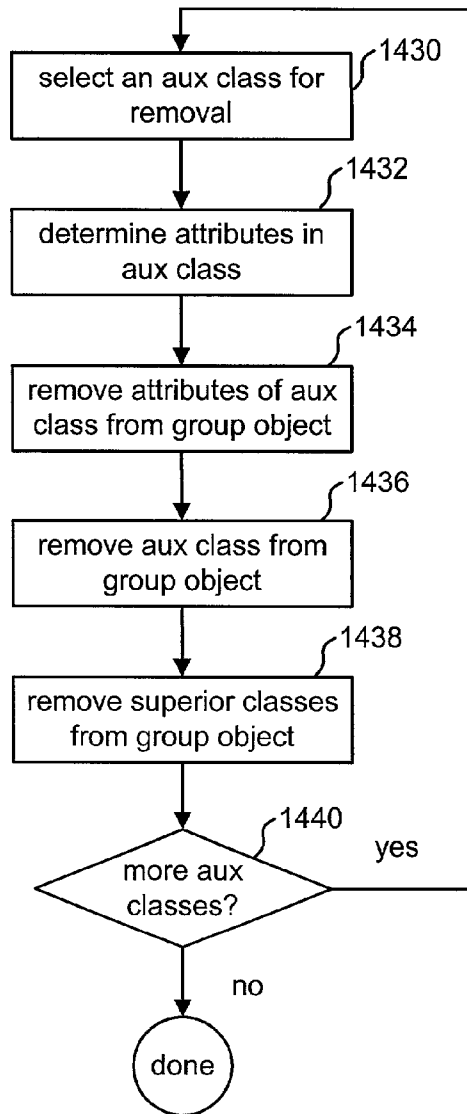 1430
select an aux class for
removal
1432
determine attributes in
aux class
1434
remove attributes of aux
class from group object
1436
remove aux class from
group object
1438
remove superior classes
from group object
1440
more aux
classes?
yes
no
done